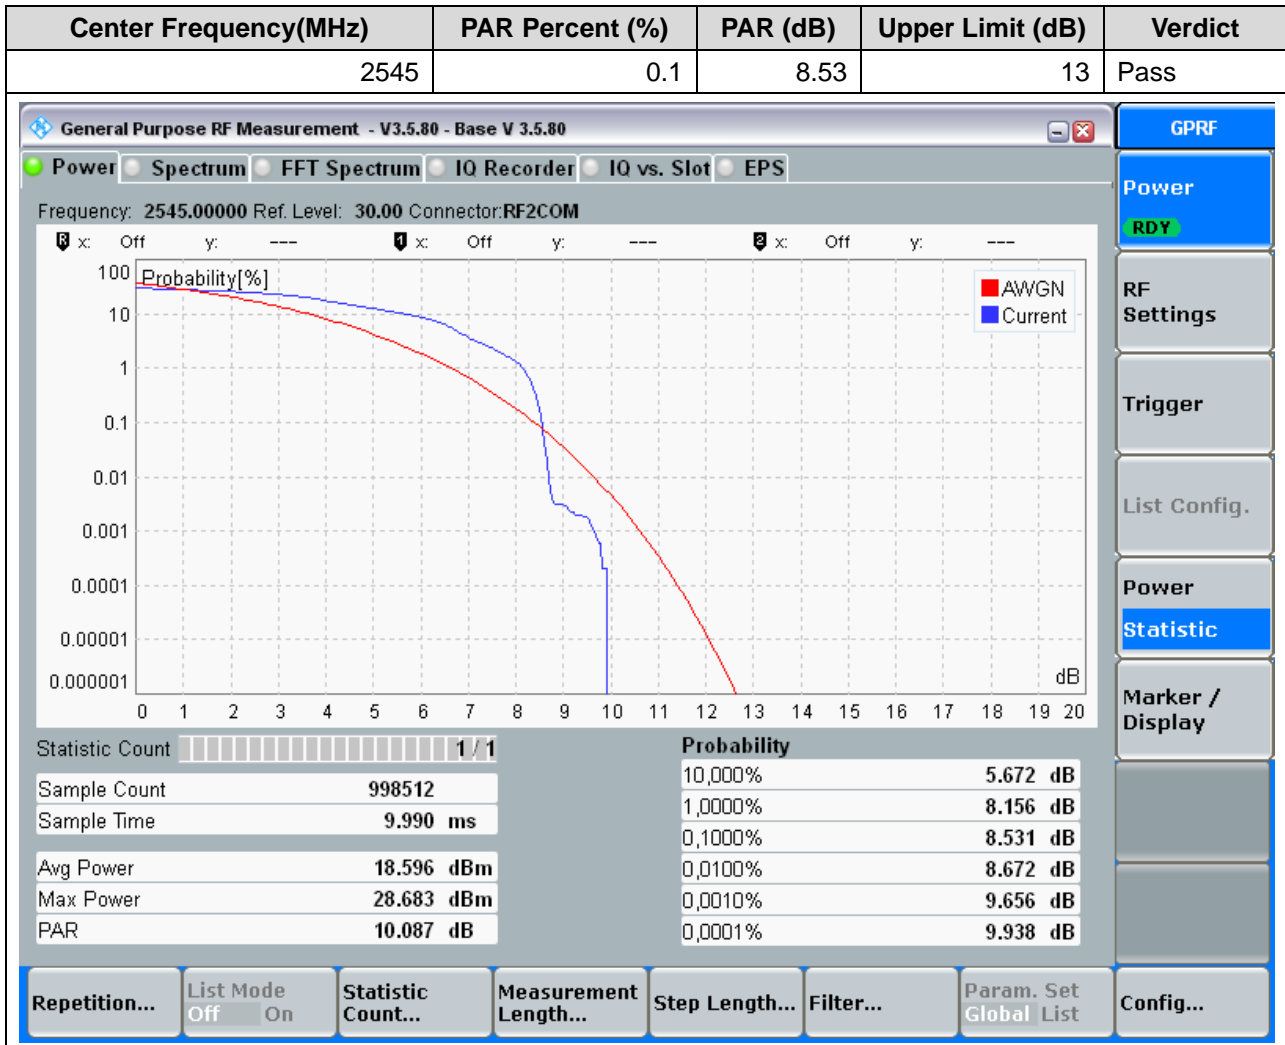 Center Frequency(MHz) PAR Percent (%) PAR (dB) Upper Limit (dB) Verdict
2545 0.1 8.53 13 Pass
General Purpose RF Measurement - V3.5.80 - Base V 3.5.80
GPRF
Power Spectrum FFT Spectrum IQ Recorder IQ vs. Slot EPS
Power
RDY
Frequency: 2545.00000 Ref. Level: 30.00 Connector:RF2COM
R x: Off y: --- 1 x: Off y: --- 2 x: Off y: ---
Probability[%]
AWGN
Current
100
10
1
0.1
0.01
0.001
0.0001
0.00001
0.000001
dB
0 1 2 3 4 5 6 7 8 9 10 11 12 13 14 15 16 17 18 19 20
RF
Settings
Trigger
List Config.
Power
Statistic
Marker /
Display
Statistic Count 1 / 1
Sample Count 998512
Sample Time 9.990 ms
Avg Power 18.596 dBm
Max Power 28.683 dBm
PAR 10.087 dB
Probability
10,000% 5.672 dB
1,0000% 8.156 dB
0,1000% 8.531 dB
0,0100% 8.672 dB
0,0010% 9.656 dB
0,0001% 9.938 dB
Repetition...
List Mode
Off On
Statistic
Count...
Measurement
Length...
Step Length...
Filter...
Param. Set
Global List
Config...